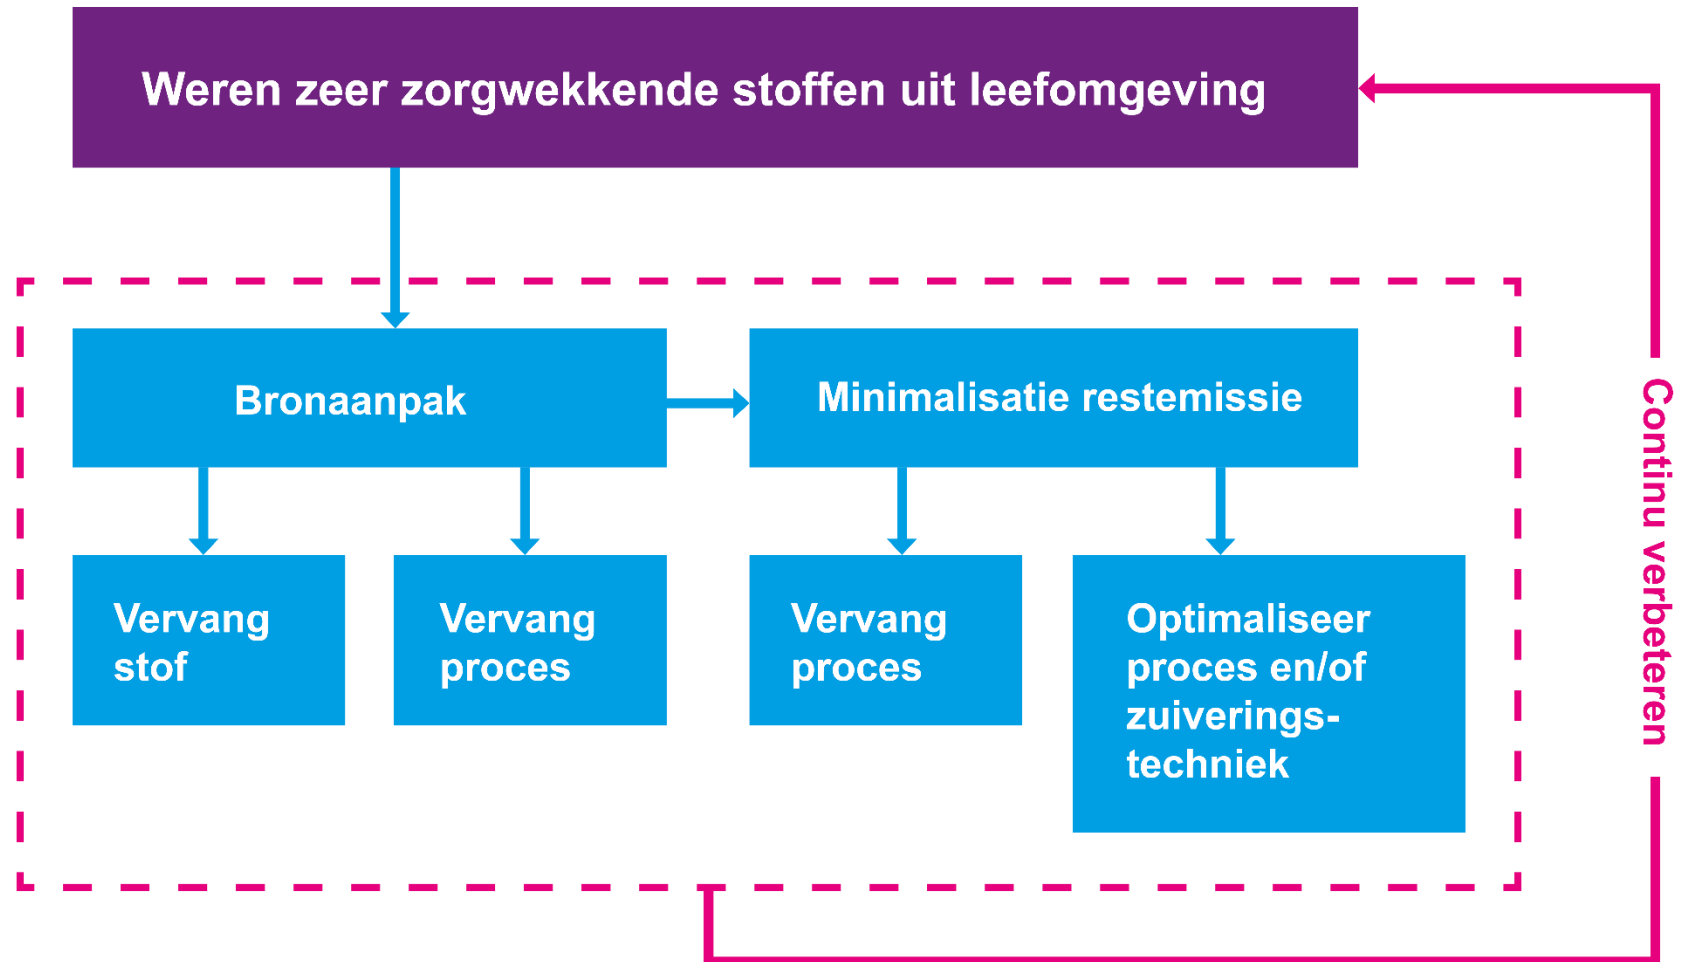 Weren zeer zorgwekkende stoffen uit leefomgeving
Bronaanpak
Minimalisatie restemissie
Vervang
stof
Vervang
proces
Vervang
proces
Optimaliseer
proces en/of
zuiverings-
techniek
Continu verbeteren